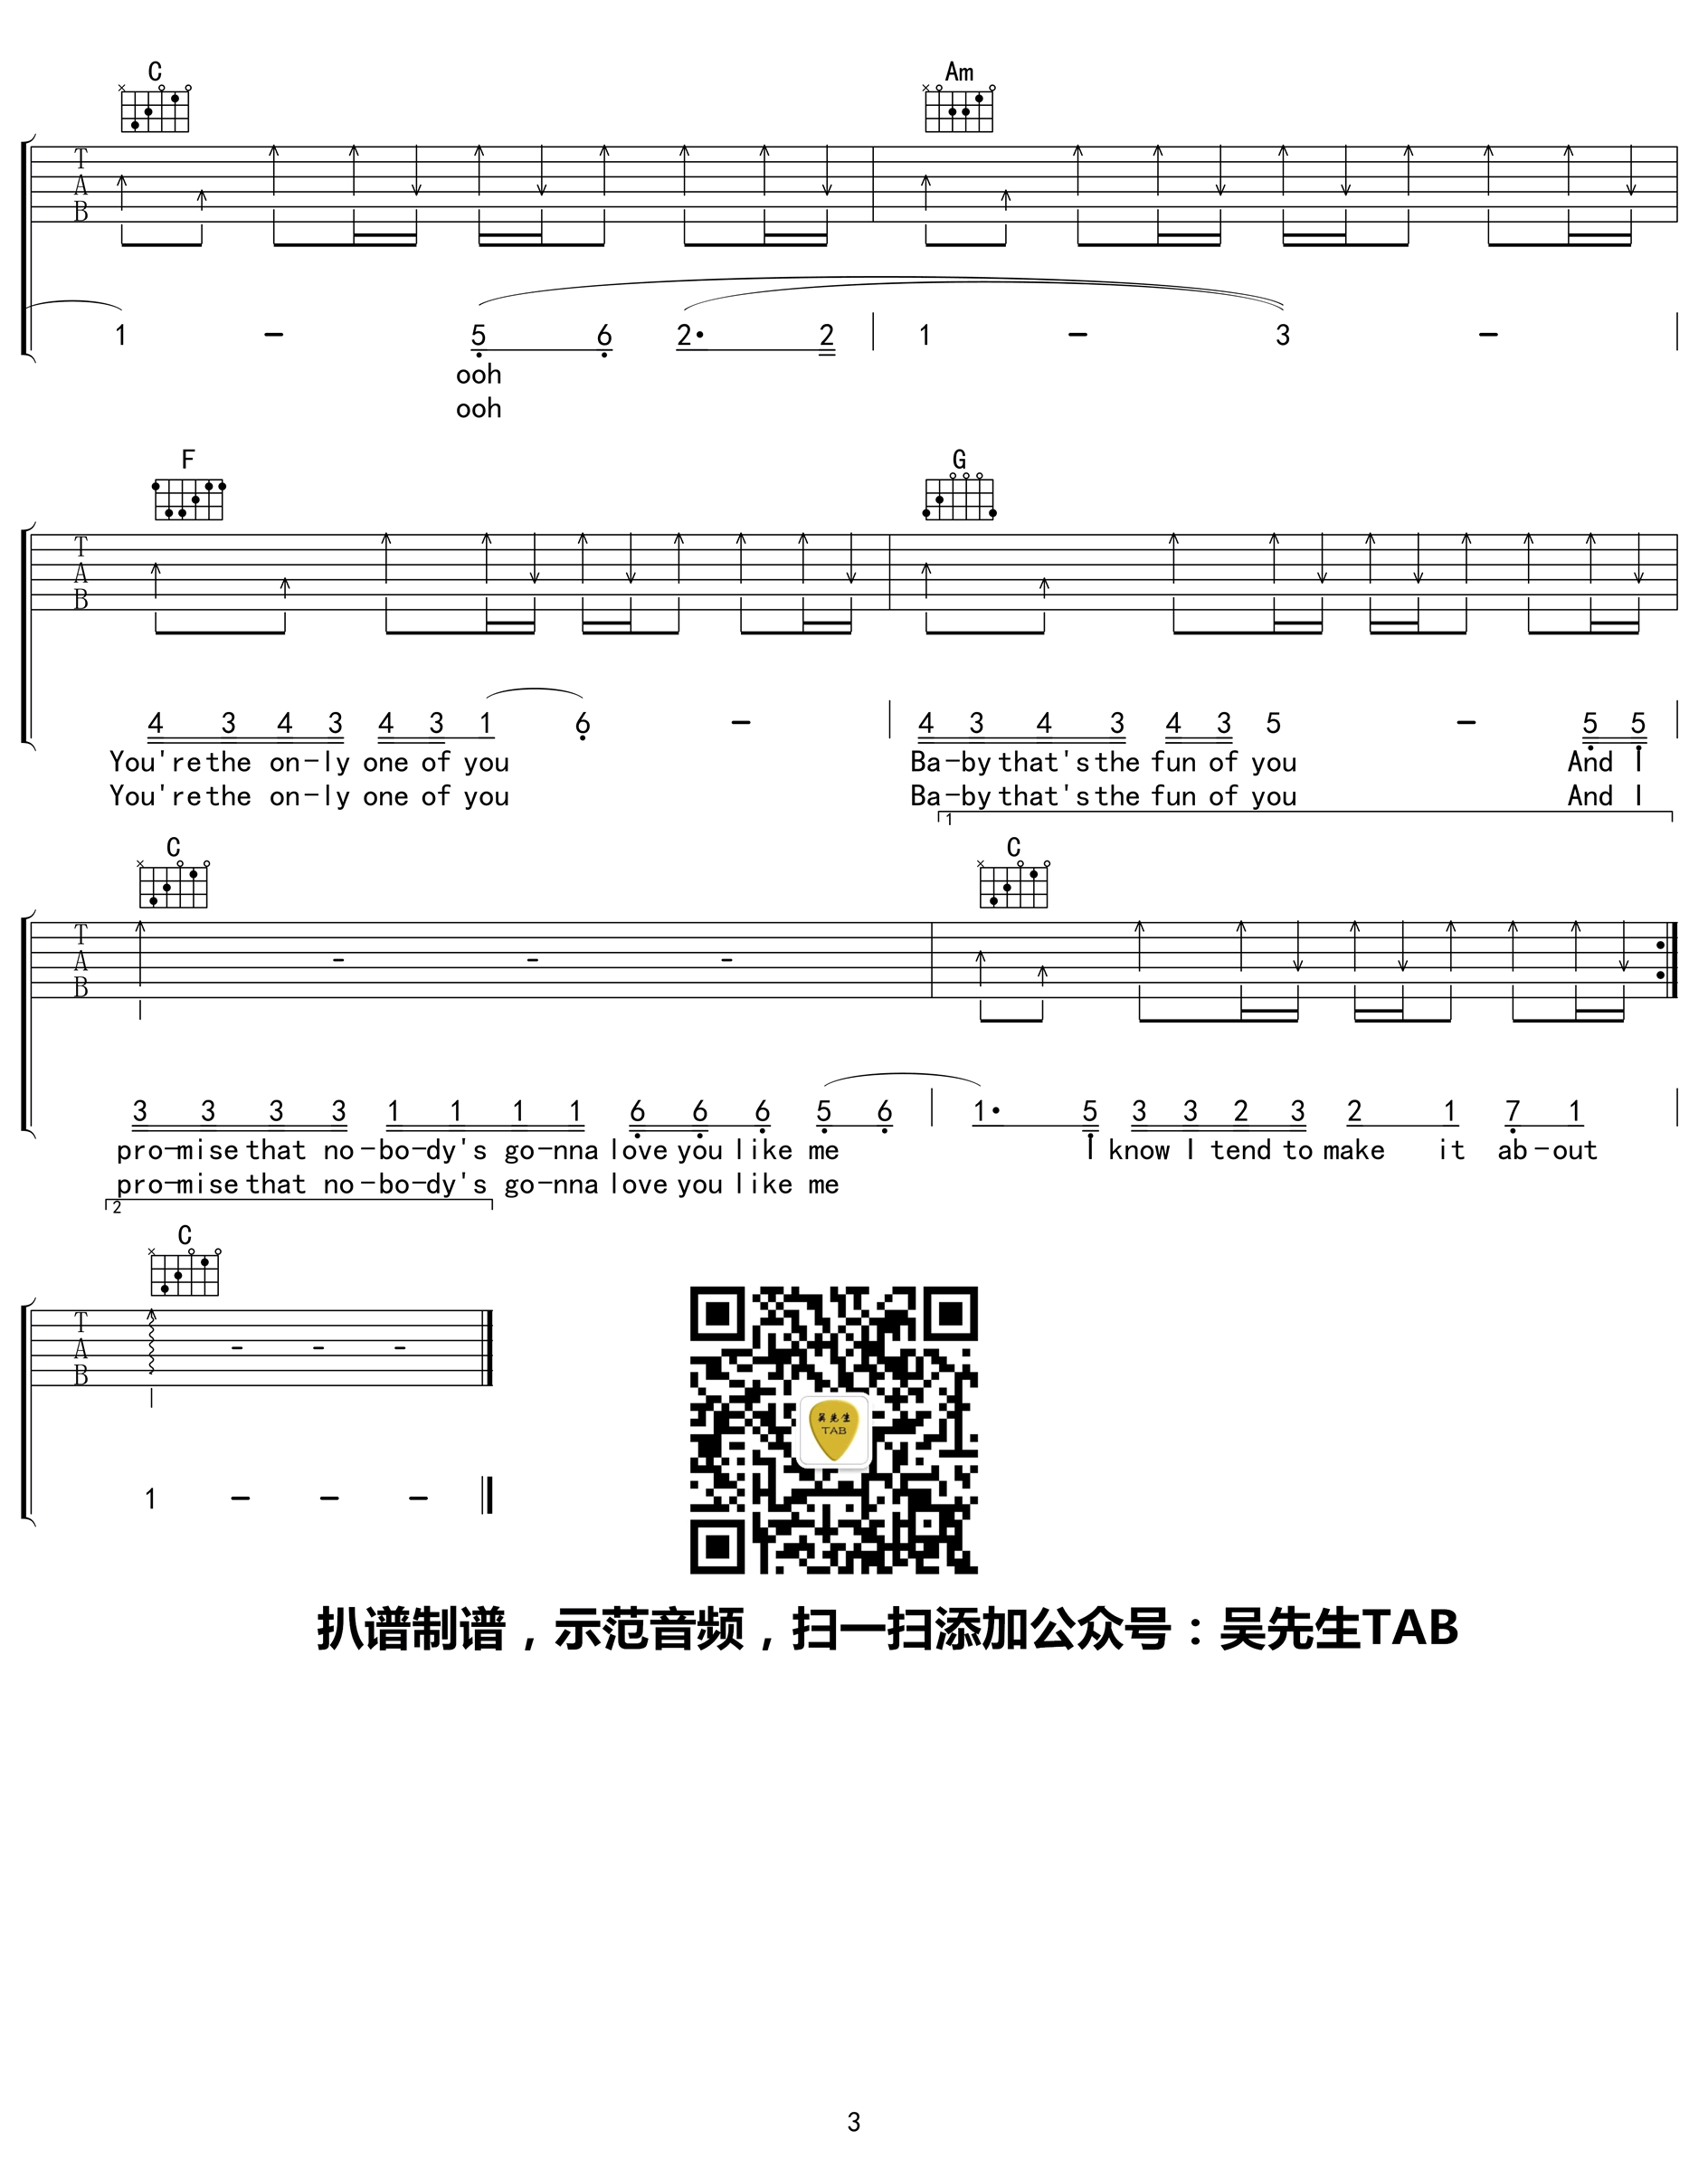 C Am
T
A
B
1 – 5 6 2· 2 1 – 3 –
ooh
ooh
F G
T
A
B
4 3 4 3 4 3 1 6 – 4 3 4 3 4 3 5 – 5 5
You're the on-ly one of you Ba-by that's the fun of you And I
You're the on-ly one of you Ba-by that's the fun of you And I
1
C C
T
A
B
3 3 3 3 1 1 1 1 6 6 6 5 6 1· 5 3 3 2 3 2 1 7 1
pro-mise that no-bo-dy's go-nna love you like me I know I tend to make it ab-out
pro-mise that no-bo-dy's go-nna love you like me
2
C
T
A
B
1 – – –
吴先生
TAB
扒谱制谱，示范音频，扫一扫添加公众号：吴先生TAB
3